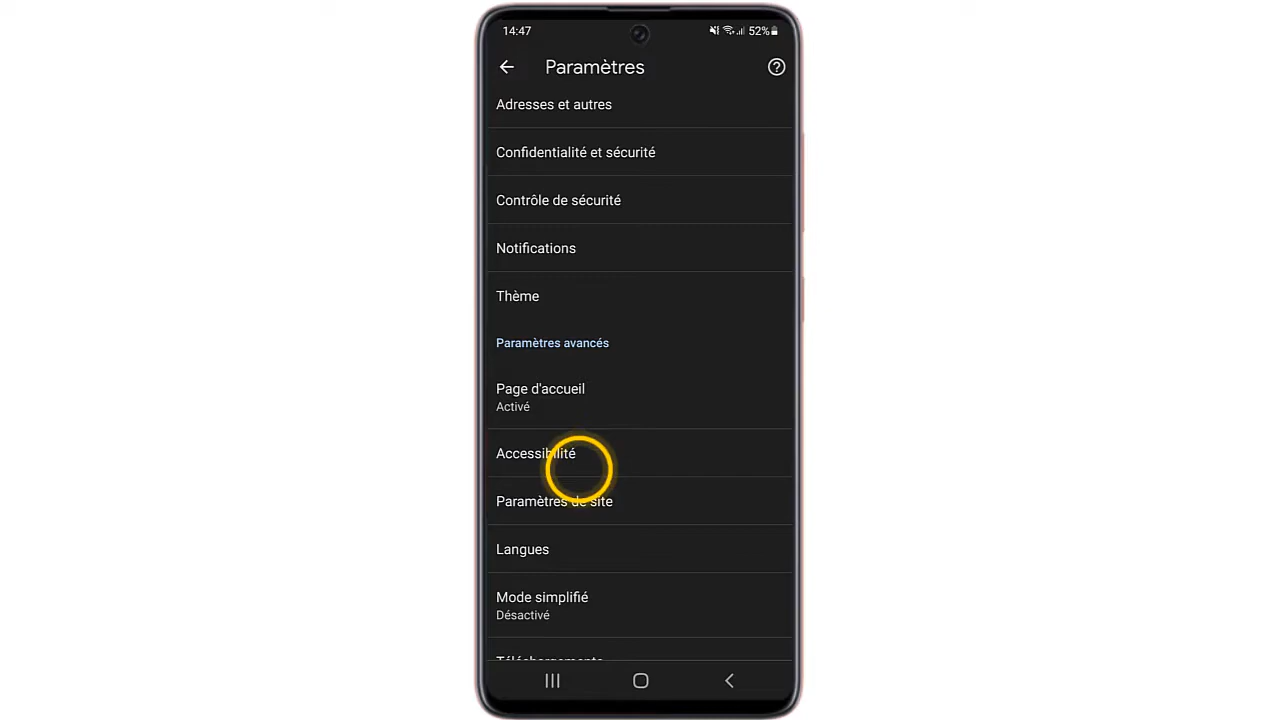 14:47
52%
Paramètres
Adresses et autres
Confidentialité et sécurité
Contrôle de sécurité
Notifications
Thème
Paramètres avancés
Page d'accueil
Activé
Accessibilité
Paramètres de site
Langues
Mode simplifié
Désactivé
Téléchargements